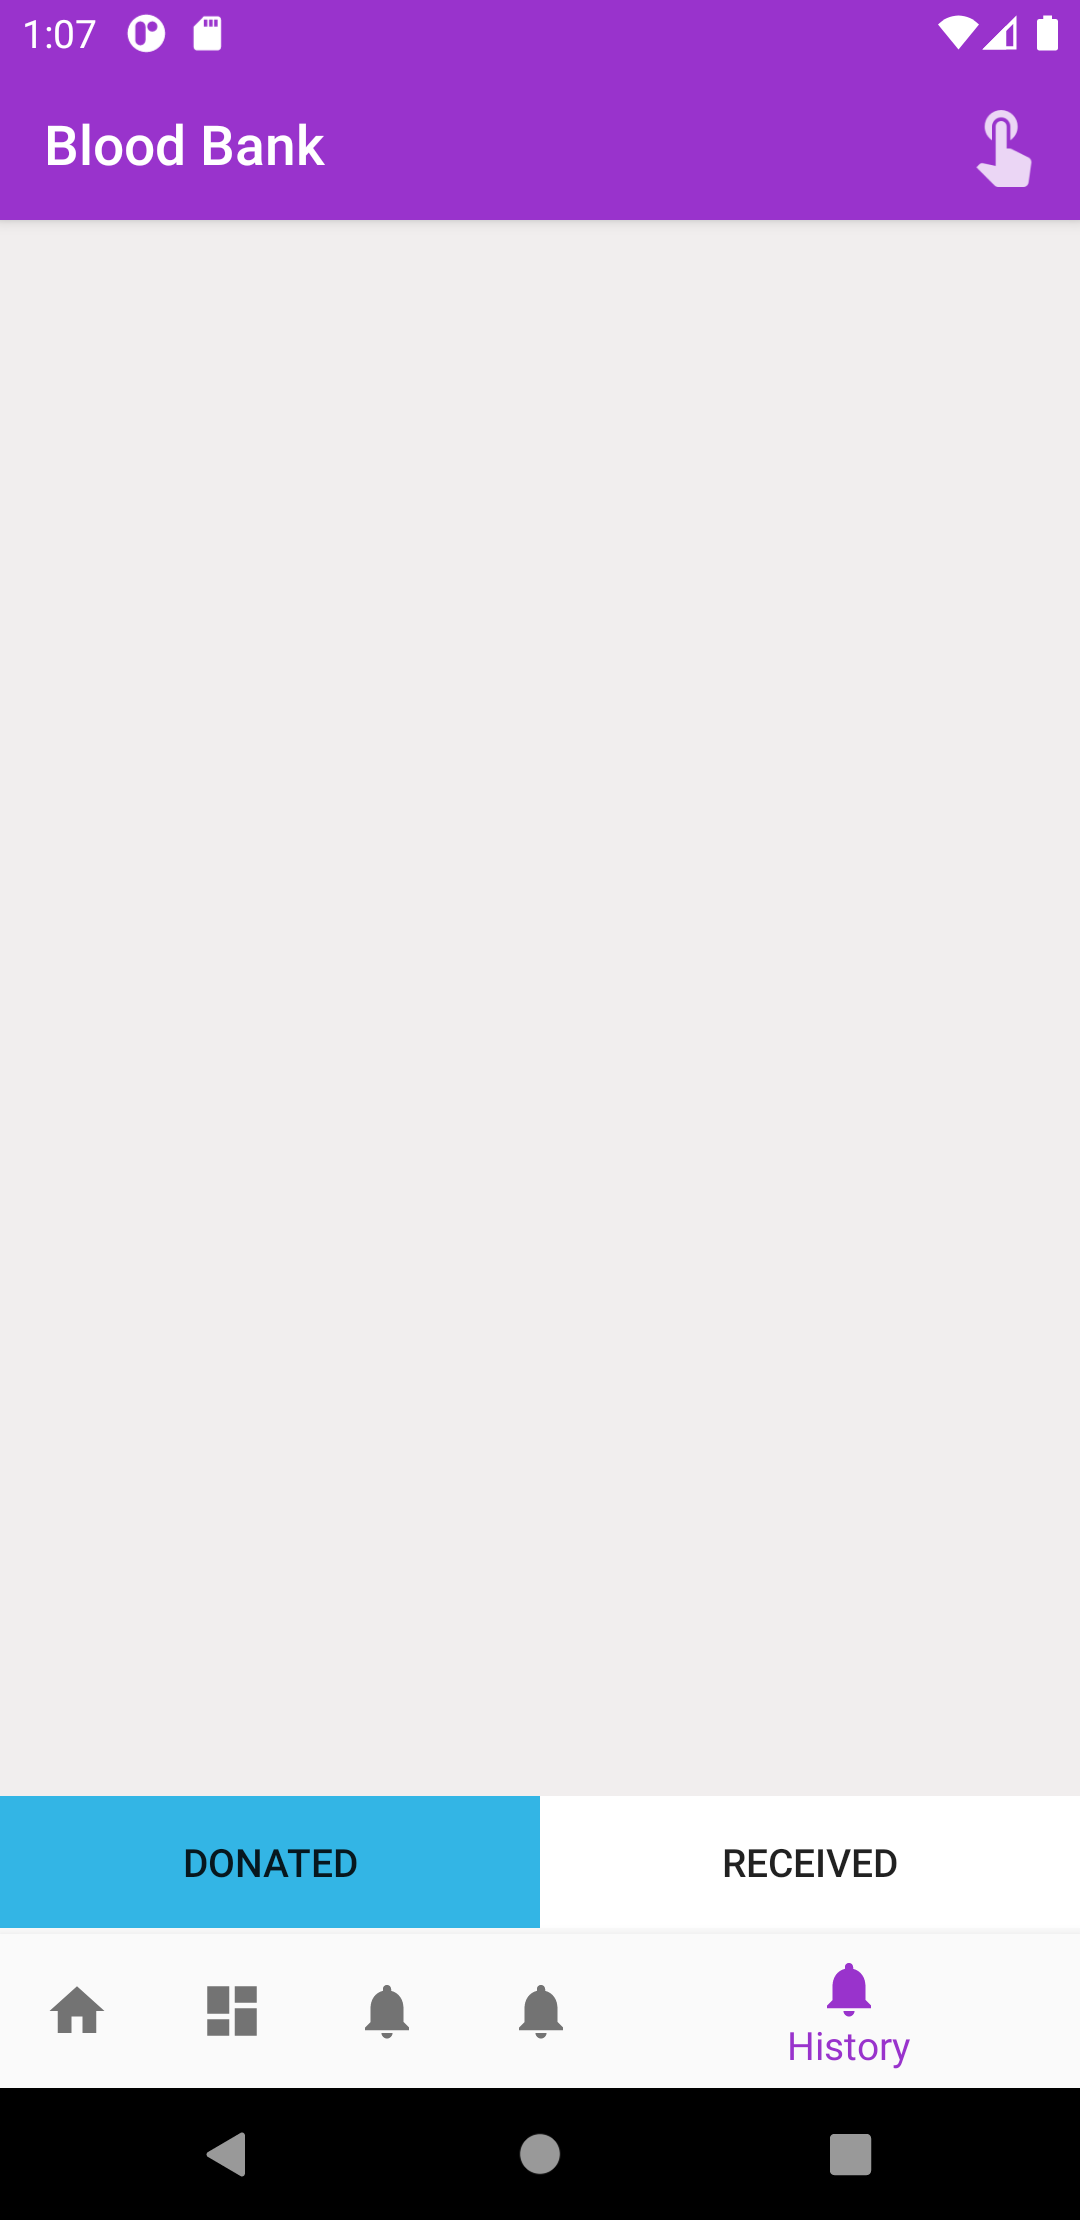 1:07
Blood Bank
DONATED
RECEIVED
History